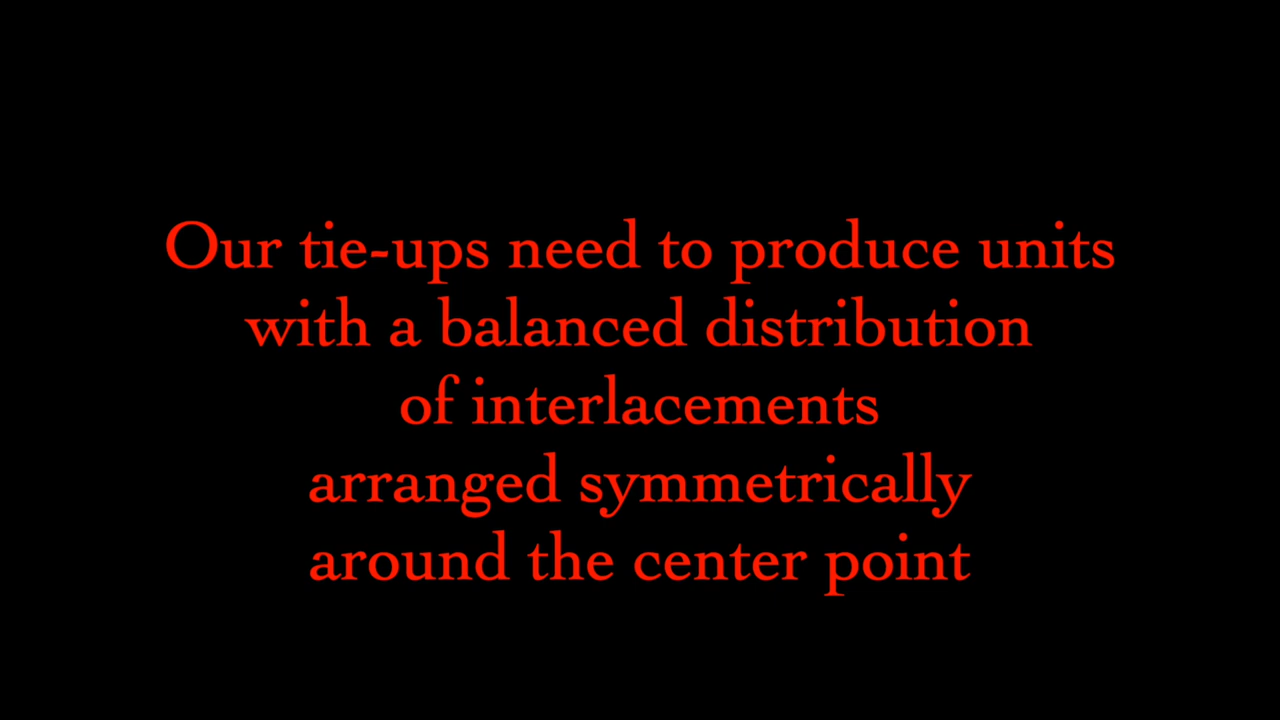 Our tie-ups need to produce units
with a balanced distribution
of interlacements
arranged symmetrically
around the center point